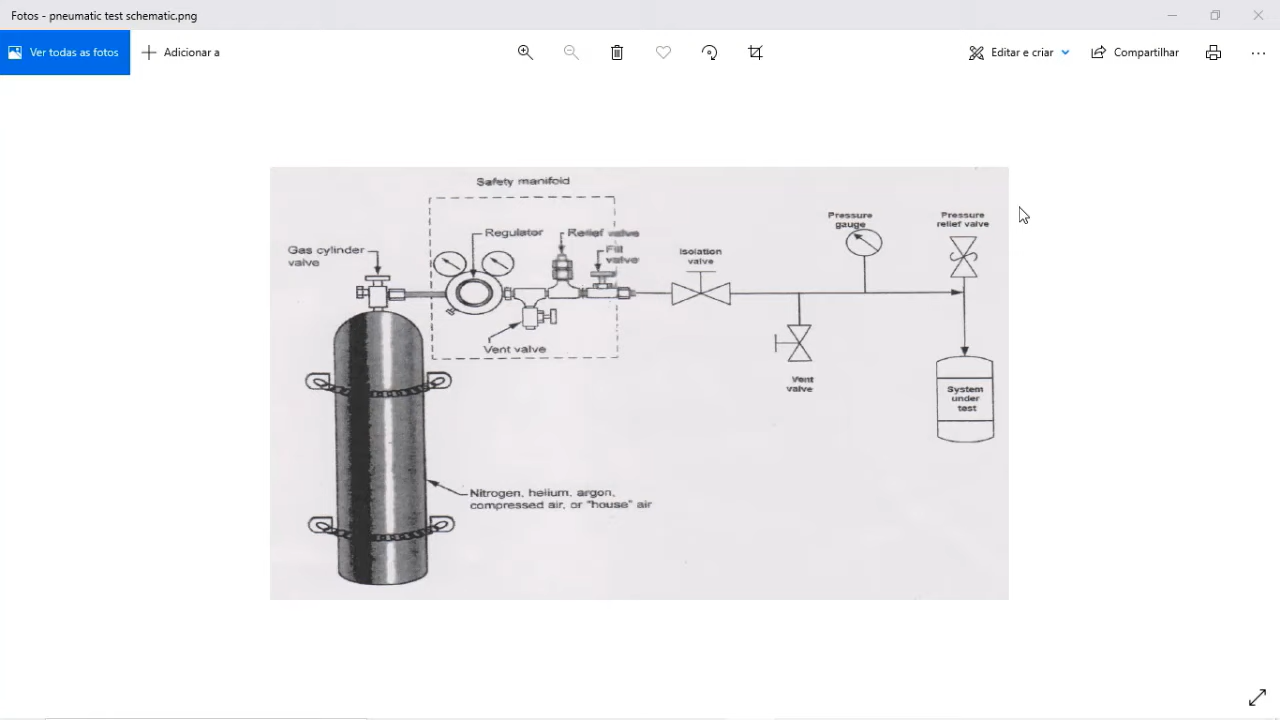 Fotos - pneumatic test schematic.png
Ver todas as fotos
Adicionar a
Editar e criar
Compartilhar
Safety manifold
Regulator
Relief valve
Fill
valve
Gas cylinder
valve
Vent valve
Isolation
valve
Pressure
gauge
Pressure
relief valve
Vent
valve
System
under
test
Nitrogen, helium, argon,
compressed air, or "house" air